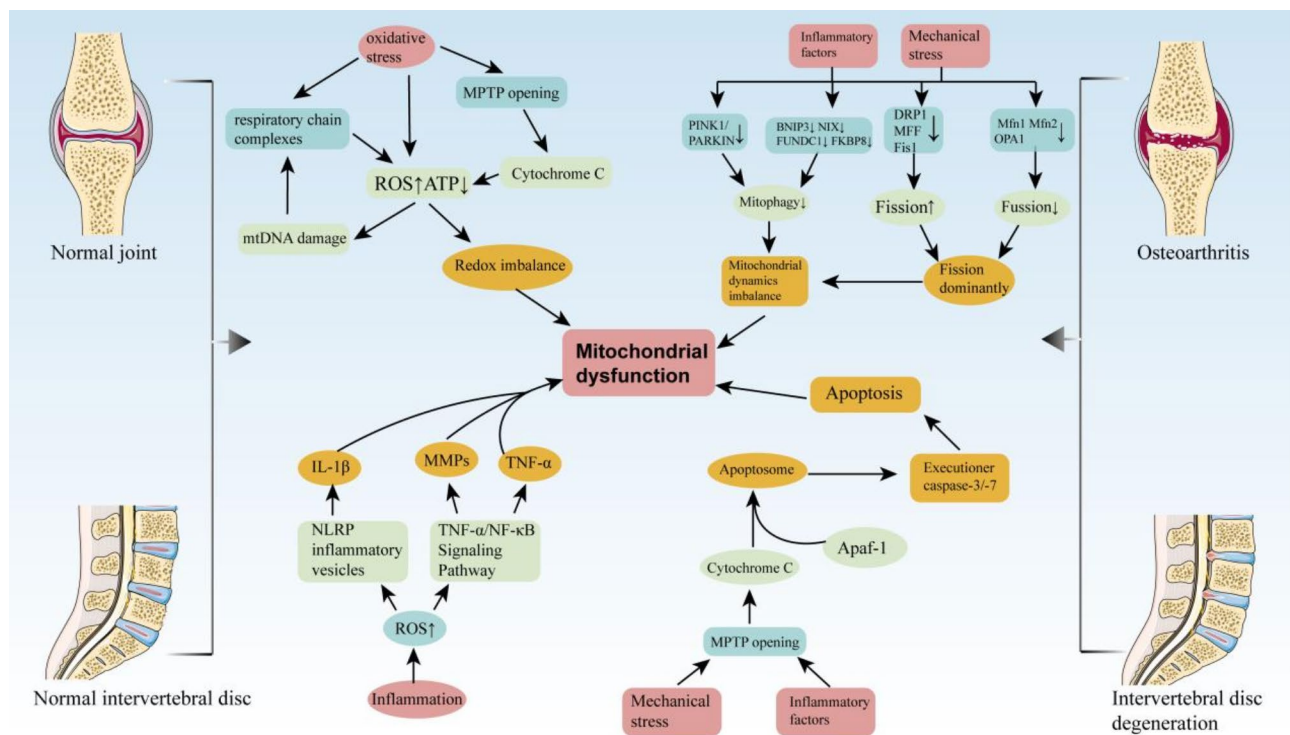 oxidative
stress
MPTP opening
respiratory chain
complexes
ROS↑ATP↓
Cytochrome C
mtDNA damage
Redox imbalance
Normal joint
Inflammatory
factors
Mechanical
stress
PINK1/
PARKIN↓
BNIP3↓ NIX↓
FUNDC1↓ FKBP8↓
DRP1
MFF
Fis1
↓
Mfn1 Mfn2
OPA1
↓
Mitophagy↓
Fission↑
Fussion↓
Mitochondrial
dynamics
imbalance
Fission
dominantly
Osteoarthritis
Mitochondrial
dysfunction
IL-1β
MMPs
TNF-α
NLRP
inflammatory
vesicles
TNF-α/NF-κB
Signaling
Pathway
ROS↑
Inflammation
Normal intervertebral disc
Apoptosis
Apoptosome
Executioner
caspase-3/-7
Apaf-1
Cytochrome C
MPTP opening
Mechanical
stress
Inflammatory
factors
Intervertebral disc
degeneration